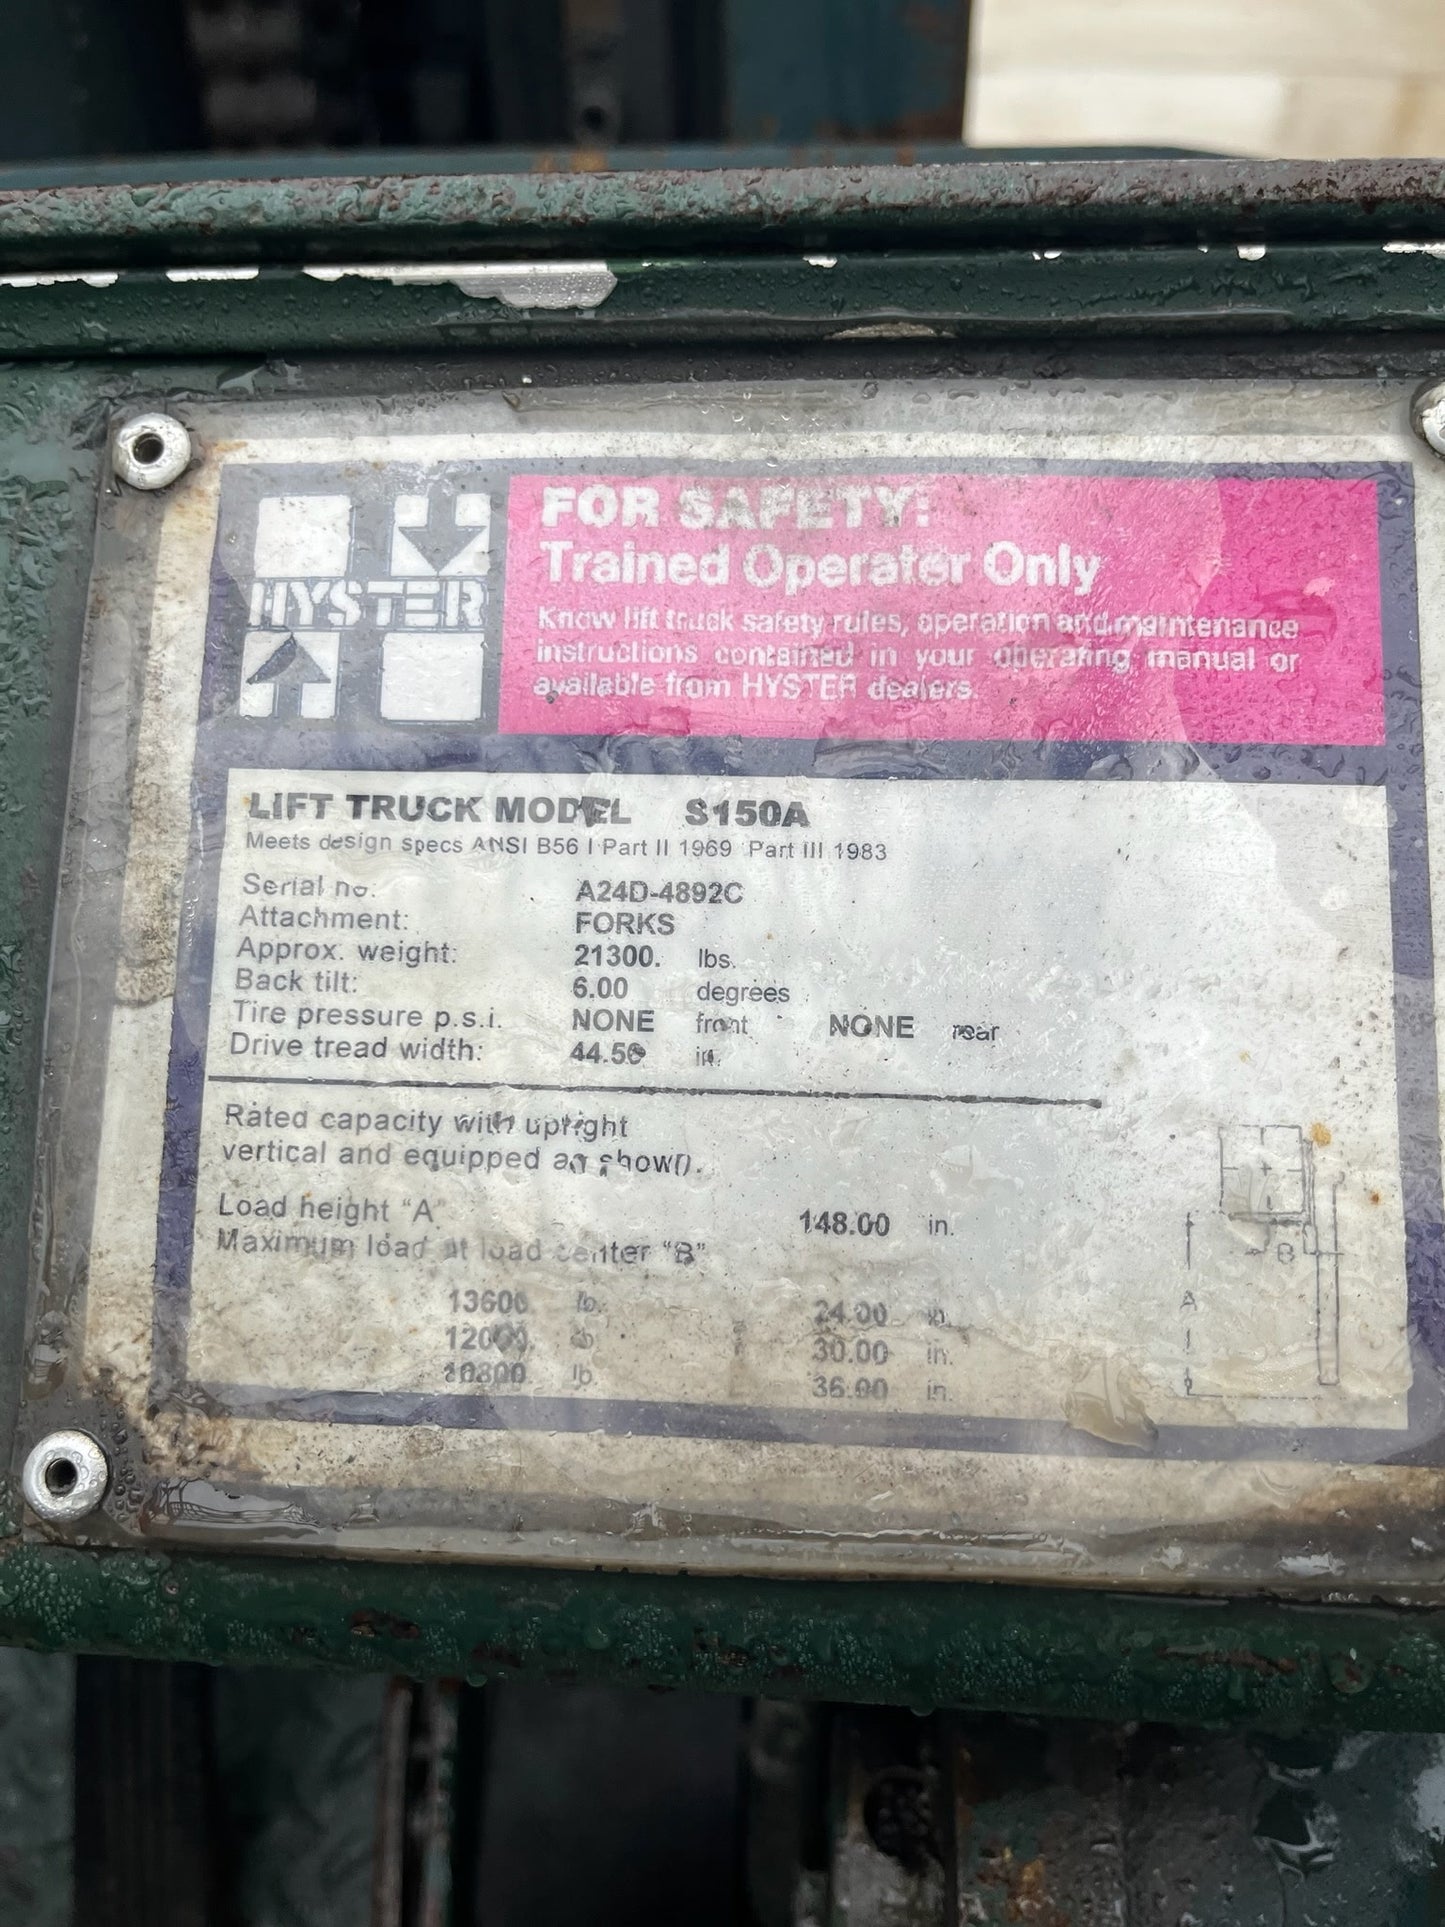 HYSTER
FOR SAFETY:
Trained Operator Only
Know lift truck safety rules, operation and maintenance
instructions contained in your operating manual or
available from HYSTER dealers.
LIFT TRUCK MODEL S150A
Meets design specs ANSI B56 I Part II 1969 Part III 1983
Serial no. A24D-4892C
Attachment: FORKS
Approx. weight: 21300. lbs.
Back tilt: 6.00 degrees
Tire pressure p.s.i. NONE front NONE rear
Drive tread width: 44.50 in.
Rated capacity with upright
vertical and equipped as shown.
Load height "A" 148.00 in.
Maximum load at load center "B"
13600. lb. 24.00 in.
12000. lb 30.00 in.
lb. 36.00 in.
B
A